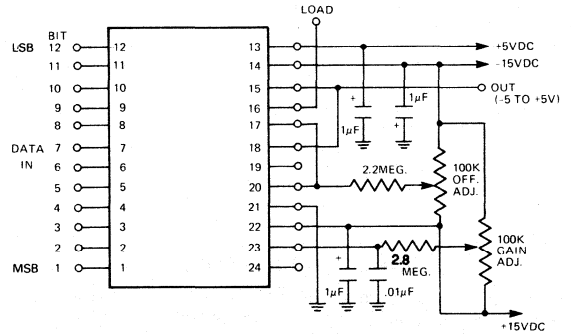 LOAD
BIT
LSB 12 12 13 +5VDC
11 11 14 -15VDC
10 10 15 OUT
(-5 TO +5V)
9 9 16
8 8 17
1μF + 1μF +
DATA IN
7 7 18
6 6 19
5 5 20 2.2MEG. 100K OFF. ADJ.
4 4 21
3 3 22
2 2 23 2.8 MEG. 100K GAIN ADJ.
MSB 1 1 24
+ 1μF .01μF
+15VDC